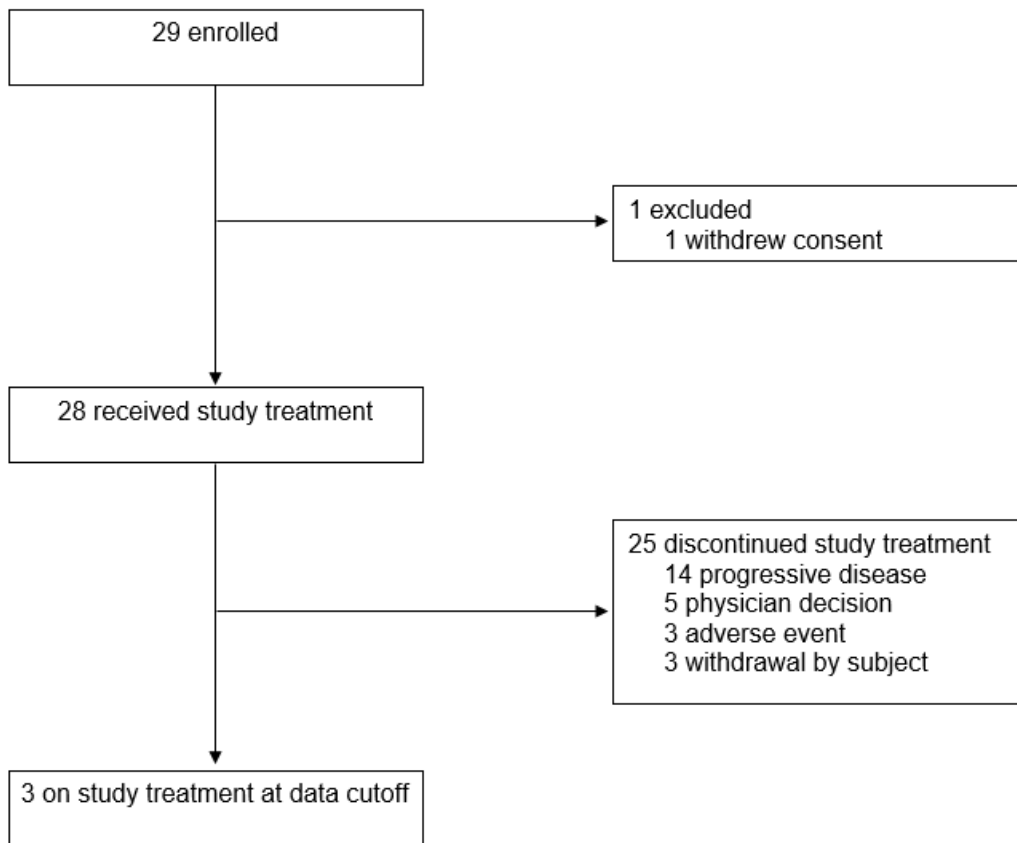 29 enrolled
1 excluded
1 withdrew consent
28 received study treatment
25 discontinued study treatment
14 progressive disease
5 physician decision
3 adverse event
3 withdrawal by subject
3 on study treatment at data cutoff